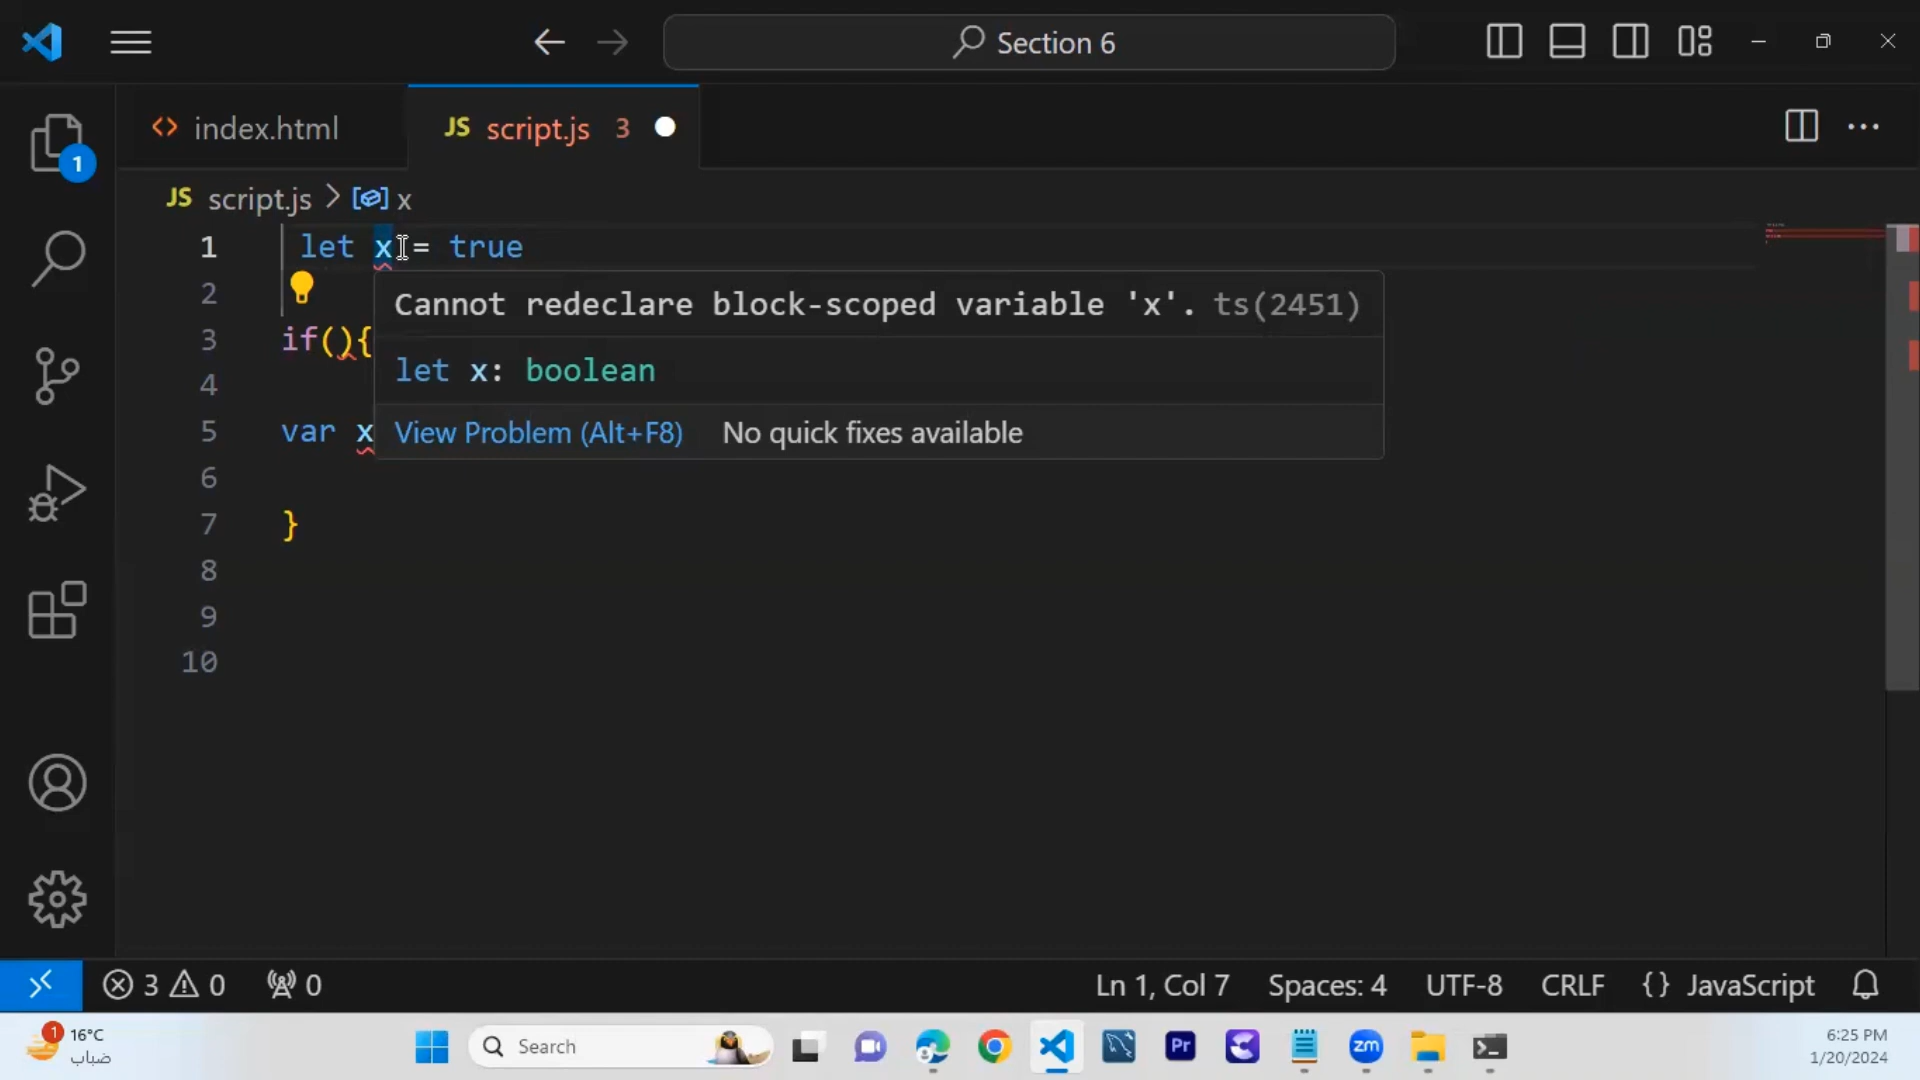 Section 6
index.html
JS script.js 3
JS script.js > x
1 let x = true
2
3 if(){
4
5 var x
6
7 }
8
9
10
Cannot redeclare block-scoped variable 'x'. ts(2451)
let x: boolean
View Problem (Alt+F8) No quick fixes available
1
3 0 0
Ln 1, Col 7 Spaces: 4 UTF-8 CRLF {} JavaScript
1
16°C
ضباب
Search
Pr
zm
6:25 PM
1/20/2024